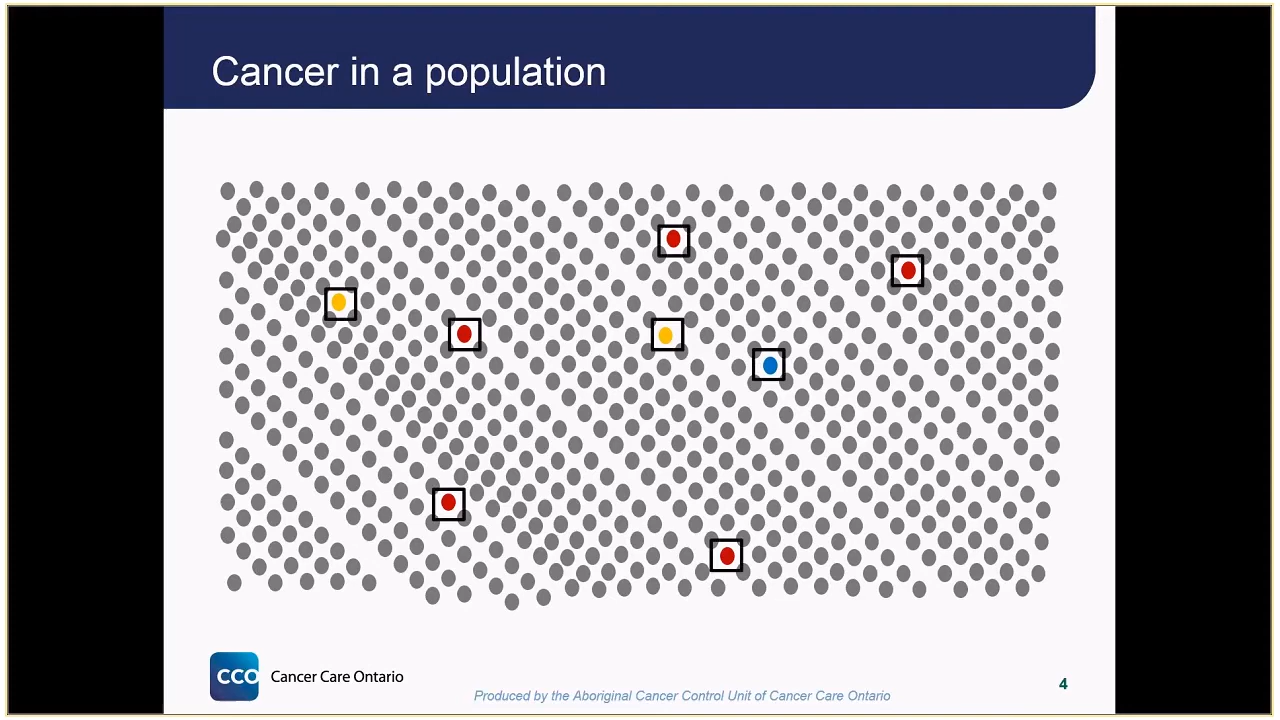 Cancer in a population
CCO
Cancer Care Ontario
Produced by the Aboriginal Cancer Control Unit of Cancer Care Ontario
4